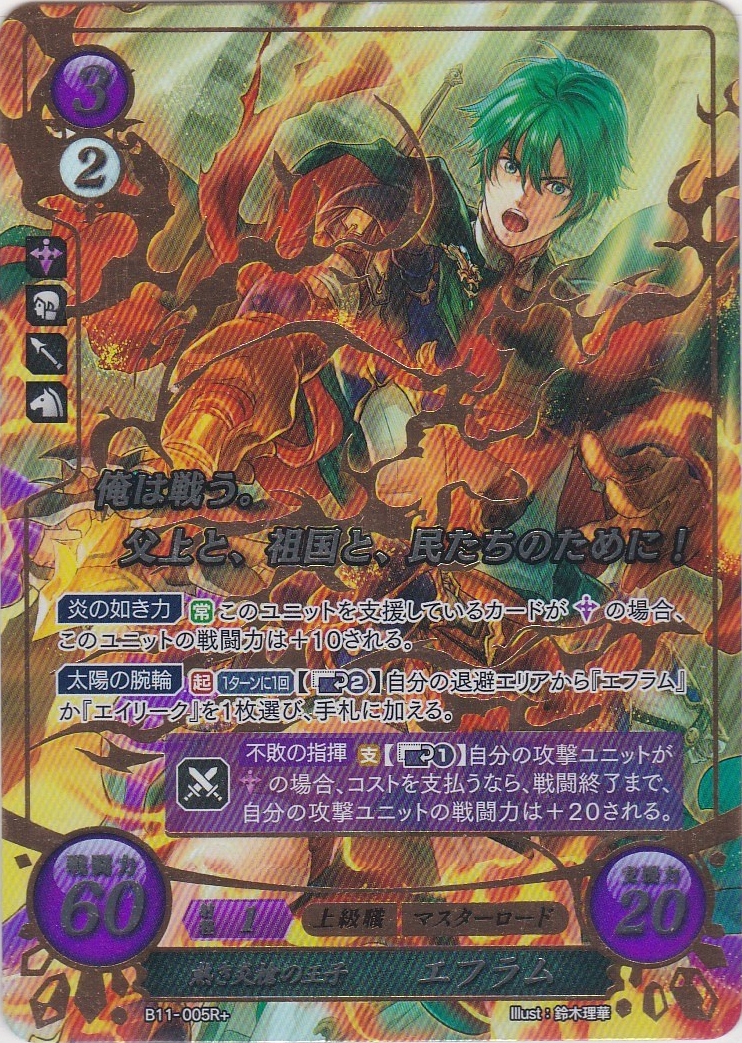 3
2
俺は戦う。
父上と、祖国と、民たちのために！
炎の如き力 常 このユニットを支援しているカードが の場合、
このユニットの戦闘力は＋10される。
太陽の腕輪 起 1ターンに1回 【 2】自分の退避エリアから『エフラム』
か『エイリーク』を1枚選び、手札に加える。
不敗の指揮 支【 1】自分の攻撃ユニットが
の場合、コストを支払うなら、戦闘終了まで、
自分の攻撃ユニットの戦闘力は＋20される。
戦闘力
60
射程 1 上級職 マスターロード
支援力
20
熱き炎槍の王子 エフラム
B11-005R+ Illust：鈴木理華